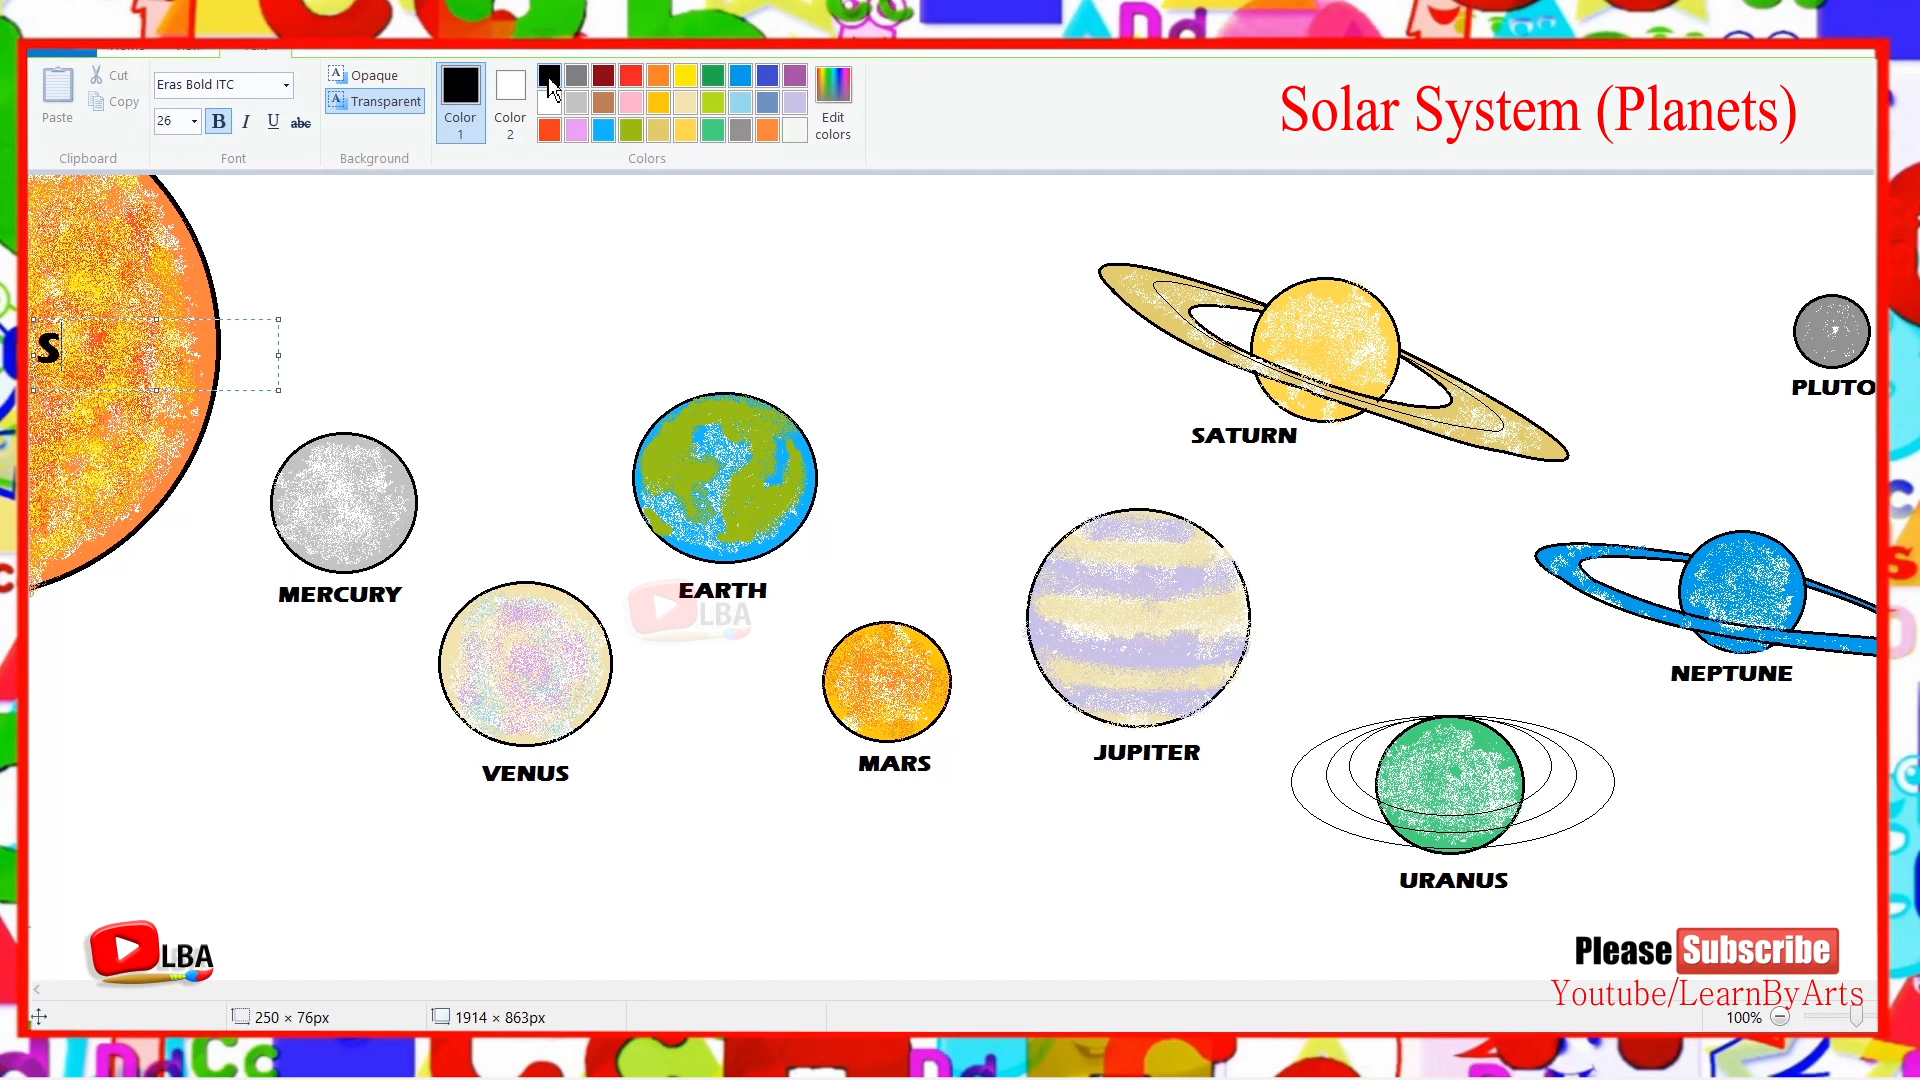 Solar System (Planets)
Paste
Cut
Copy
Clipboard
Eras Bold ITC
26
B I U abc
Font
Opaque
Transparent
Background
Color
1
Color
2
Edit
colors
Colors
S
PLUTO
SATURN
MERCURY
EARTH
LBA
NEPTUNE
JUPITER
MARS
VENUS
URANUS
LBA
Please Subscribe
Youtube/LearnByArts
250 × 76px
1914 × 863px
100%